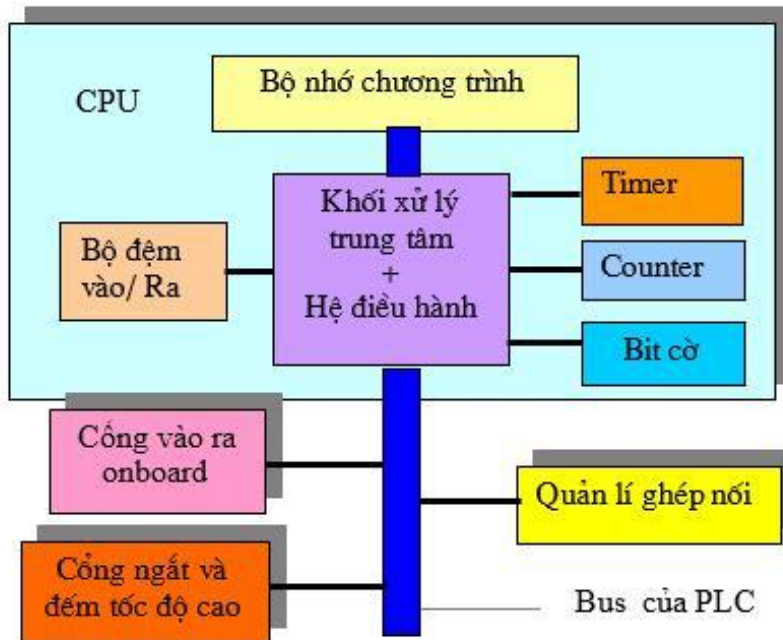 Bộ nhớ chương trình
CPU
Khối xử lý
trung tâm
+
Hệ điều hành
Timer
Bộ đệm
vào/ Ra
Counter
Bit cờ
Cổng vào ra
onboard
Quản lí ghép nối
Cổng ngắt và
đếm tốc độ cao
Bus của PLC